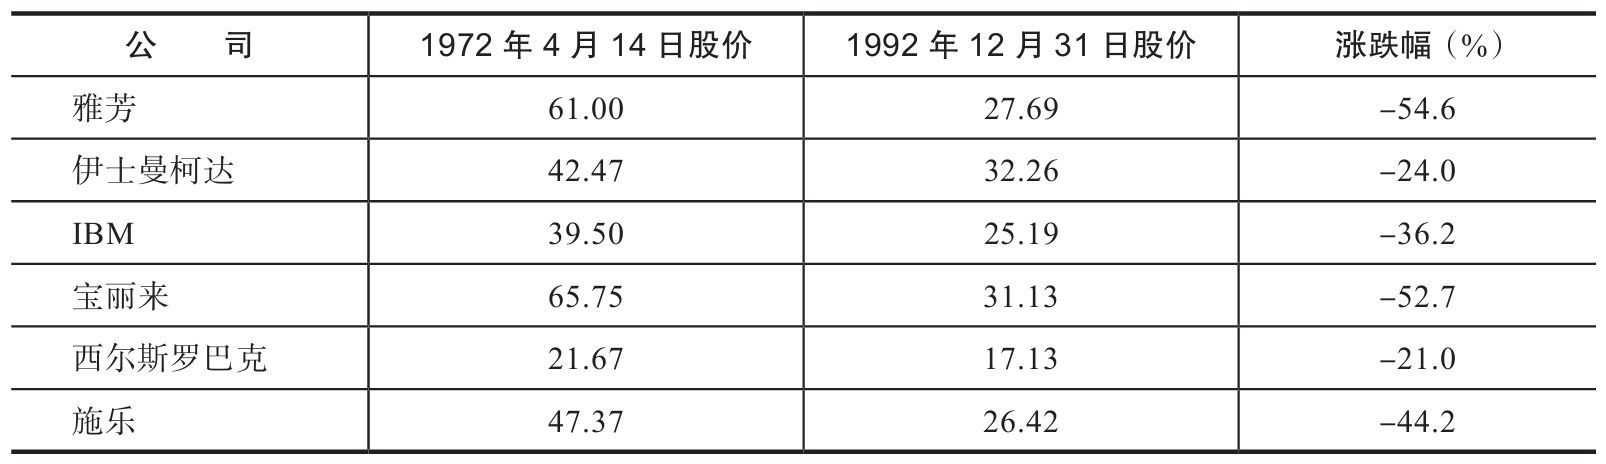 公 司 1972 年 4 月 14 日股价 1992 年 12 月 31 日股价 涨跌幅（%）
雅芳 61.00 27.69 –54.6
伊士曼柯达 42.47 32.26 –24.0
IBM 39.50 25.19 –36.2
宝丽来 65.75 31.13 –52.7
西尔斯罗巴克 21.67 17.13 –21.0
施乐 47.37 26.42 –44.2